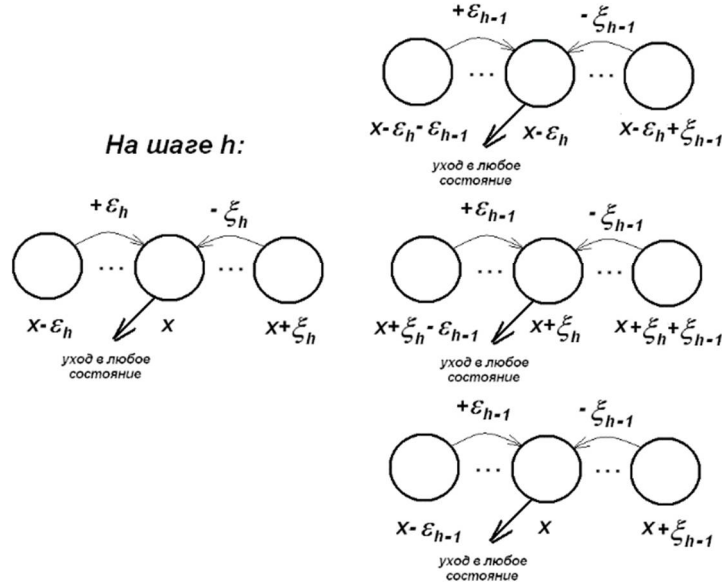 +ε_{h-1} - ξ_{h-1}
... ...
x-ε_h-ε_{h-1} x-ε_h x-ε_h+ξ_{h-1}
уход в любое
состояние
На шаге h:
+ε_h - ξ_h
... ...
x-ε_h x x+ξ_h
уход в любое
состояние
+ε_{h-1} -ξ_{h-1}
... ...
x+ξ_h-ε_{h-1} x+ξ_h x+ξ_h+ξ_{h-1}
уход в любое
состояние
+ε_{h-1} -ξ_{h-1}
... ...
x-ε_{h-1} x x+ξ_{h-1}
уход в любое
состояние